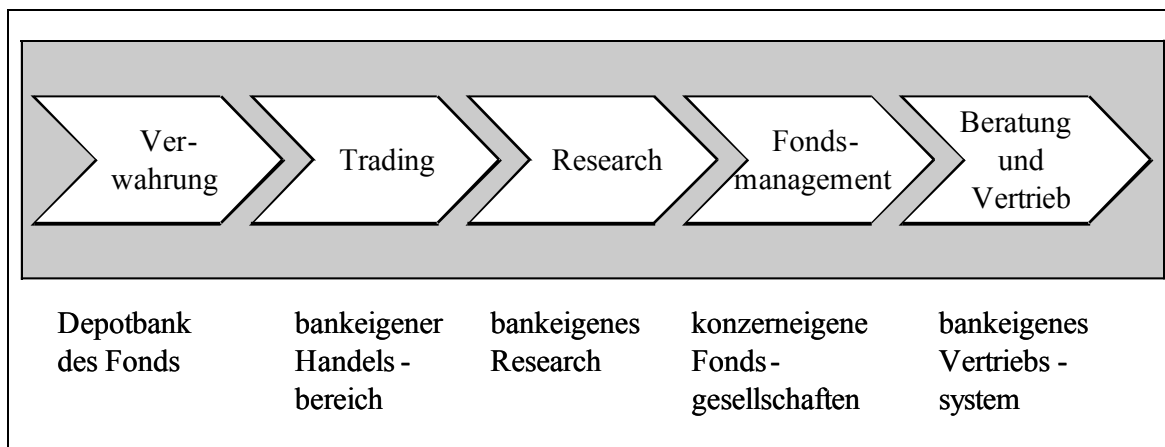 Ver-
wahrung
Trading
Research
Fonds-
management
Beratung
und
Vertrieb
Depotbank
des Fonds
bankeigener
Handels -
bereich
bankeigenes
Research
konzerneigene
Fonds -
gesellschaften
bankeigenes
Vertriebs -
system